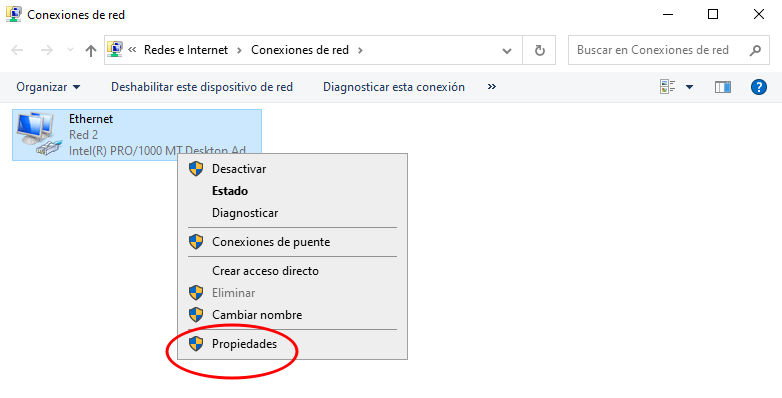 Conexiones de red
« Redes e Internet > Conexiones de red >
Buscar en Conexiones de red
Organizar
Deshabilitar este dispositivo de red
Diagnosticar esta conexión
»
?
Ethernet
Red 2
Intel(R) PRO/1000 MT Desktop Ad
Desactivar
Estado
Diagnosticar
Conexiones de puente
Crear acceso directo
Eliminar
Cambiar nombre
Propiedades